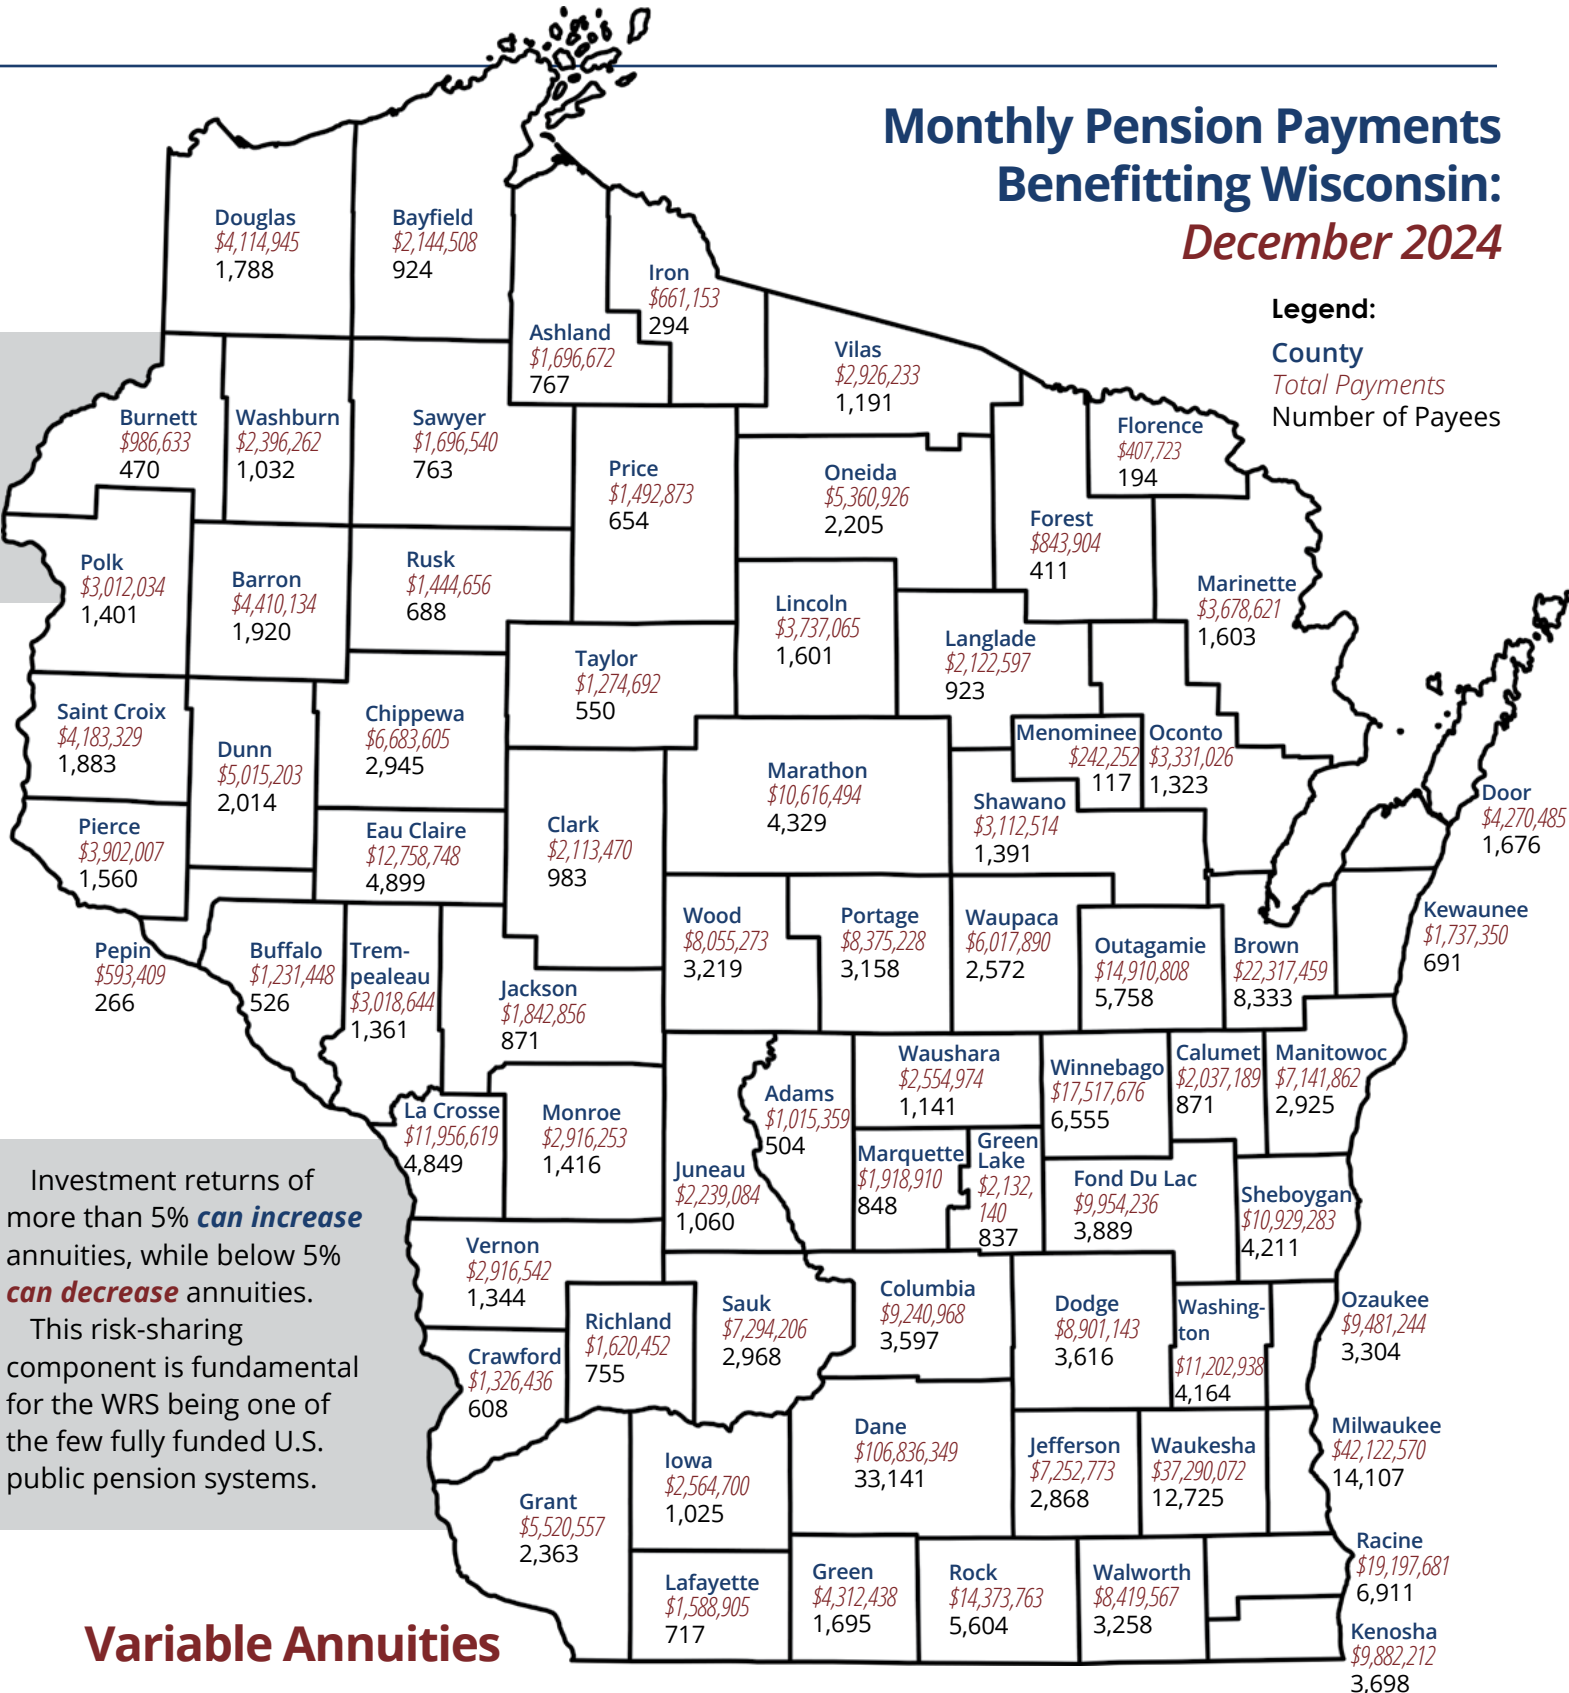 Monthly Pension Payments
Benefitting Wisconsin:
December 2024
Legend:
County
Total Payments
Number of Payees
Douglas
$4,114,945
1,788
Bayfield
$2,144,508
924
Iron
$661,153
294
Ashland
$1,696,672
767
Vilas
$2,926,233
1,191
Burnett
$986,633
470
Washburn
$2,396,262
1,032
Sawyer
$1,696,540
763
Price
$1,492,873
654
Oneida
$5,360,926
2,205
Florence
$407,723
194
Forest
$843,904
411
Marinette
$3,678,621
1,603
Polk
$3,012,034
1,401
Barron
$4,410,134
1,920
Rusk
$1,444,656
688
Lincoln
$3,737,065
1,601
Langlade
$2,122,597
923
Taylor
$1,274,692
550
Saint Croix
$4,183,329
1,883
Dunn
$5,015,203
2,014
Chippewa
$6,683,605
2,945
Marathon
$10,616,494
4,329
Menominee
$242,252
117
Oconto
$3,331,026
1,323
Shawano
$3,112,514
1,391
Door
$4,270,485
1,676
Pierce
$3,902,007
1,560
Eau Claire
$12,758,748
4,899
Clark
$2,113,470
983
Wood
$8,055,273
3,219
Portage
$8,375,228
3,158
Waupaca
$6,017,890
2,572
Outagamie
$14,910,808
5,758
Brown
$22,317,459
8,333
Kewaunee
$1,737,350
691
Pepin
$593,409
266
Buffalo
$1,231,448
526
Trem-
pealeau
$3,018,644
1,361
Jackson
$1,842,856
871
Waushara
$2,554,974
1,141
Winnebago
$17,517,676
6,555
Calumet
$2,037,189
871
Manitowoc
$7,141,862
2,925
La Crosse
$11,956,619
4,849
Monroe
$2,916,253
1,416
Juneau
$2,239,084
1,060
Adams
$1,015,359
504
Marquette
$1,918,910
848
Green
Lake
$2,132,
140
837
Fond Du Lac
$9,954,236
3,889
Sheboygan
$10,929,283
4,211
Investment returns of
more than 5% can increase
annuities, while below 5%
can decrease annuities.
This risk-sharing
component is fundamental
for the WRS being one of
the few fully funded U.S.
public pension systems.
Vernon
$2,916,542
1,344
Richland
$1,620,452
755
Sauk
$7,294,206
2,968
Columbia
$9,240,968
3,597
Dodge
$8,901,143
3,616
Washing-
ton
$11,202,938
4,164
Ozaukee
$9,481,244
3,304
Crawford
$1,326,436
608
Dane
$106,836,349
33,141
Jefferson
$7,252,773
2,868
Waukesha
$37,290,072
12,725
Milwaukee
$42,122,570
14,107
Grant
$5,520,557
2,363
Iowa
$2,564,700
1,025
Lafayette
$1,588,905
717
Green
$4,312,438
1,695
Rock
$14,373,763
5,604
Walworth
$8,419,567
3,258
Racine
$19,197,681
6,911
Kenosha
$9,882,212
3,698
Variable Annuities